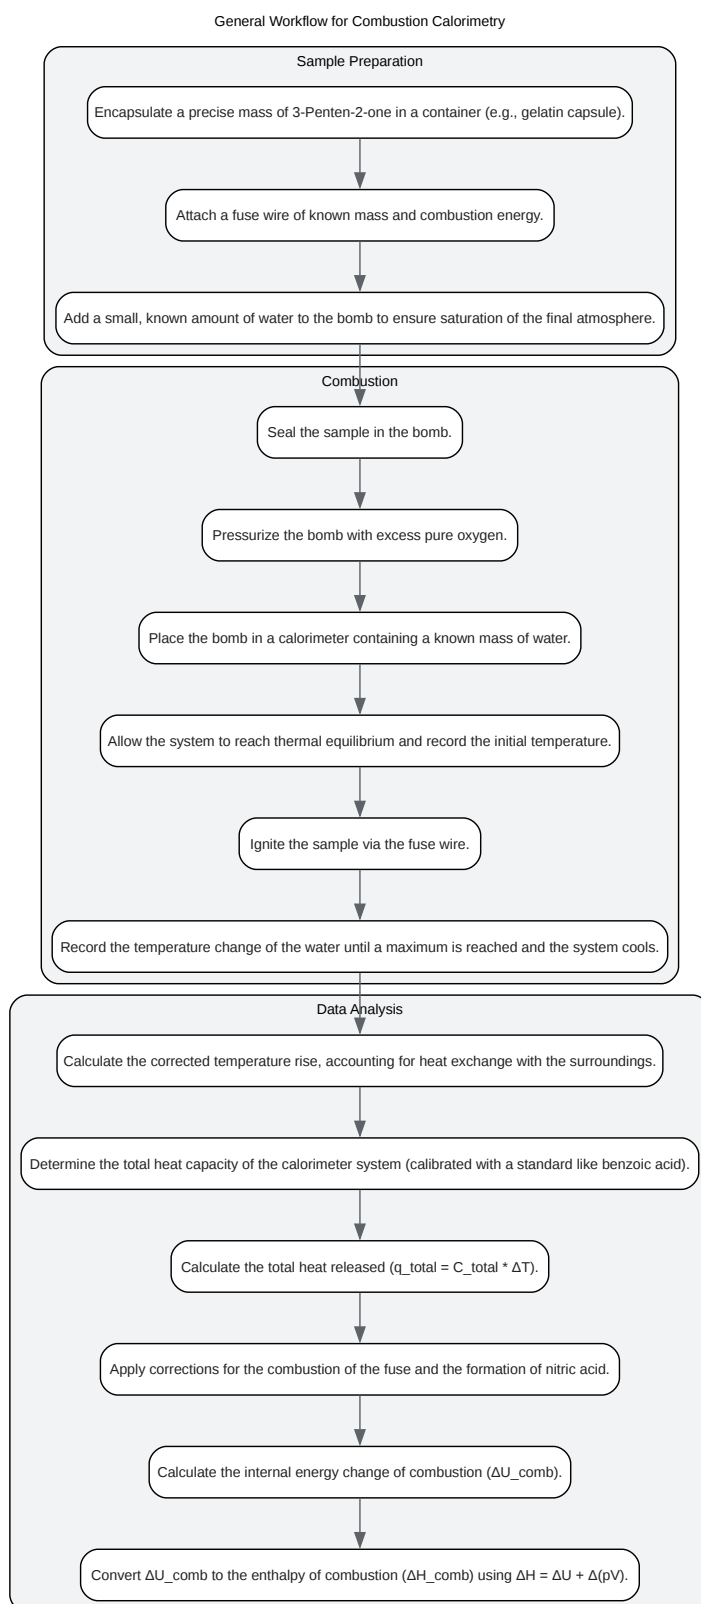 General Workflow for Combustion Calorimetry
Sample Preparation
Encapsulate a precise mass of 3-Penten-2-one in a container (e.g., gelatin capsule).
Attach a fuse wire of known mass and combustion energy.
Add a small, known amount of water to the bomb to ensure saturation of the final atmosphere.
Combustion
Seal the sample in the bomb.
Pressurize the bomb with excess pure oxygen.
Place the bomb in a calorimeter containing a known mass of water.
Allow the system to reach thermal equilibrium and record the initial temperature.
Ignite the sample via the fuse wire.
Record the temperature change of the water until a maximum is reached and the system cools.
Data Analysis
Calculate the corrected temperature rise, accounting for heat exchange with the surroundings.
Determine the total heat capacity of the calorimeter system (calibrated with a standard like benzoic acid).
Calculate the total heat released (q_total = C_total * ΔT).
Apply corrections for the combustion of the fuse and the formation of nitric acid.
Calculate the internal energy change of combustion (ΔU_comb).
Convert ΔU_comb to the enthalpy of combustion (ΔH_comb) using ΔH = ΔU + Δ(pV).